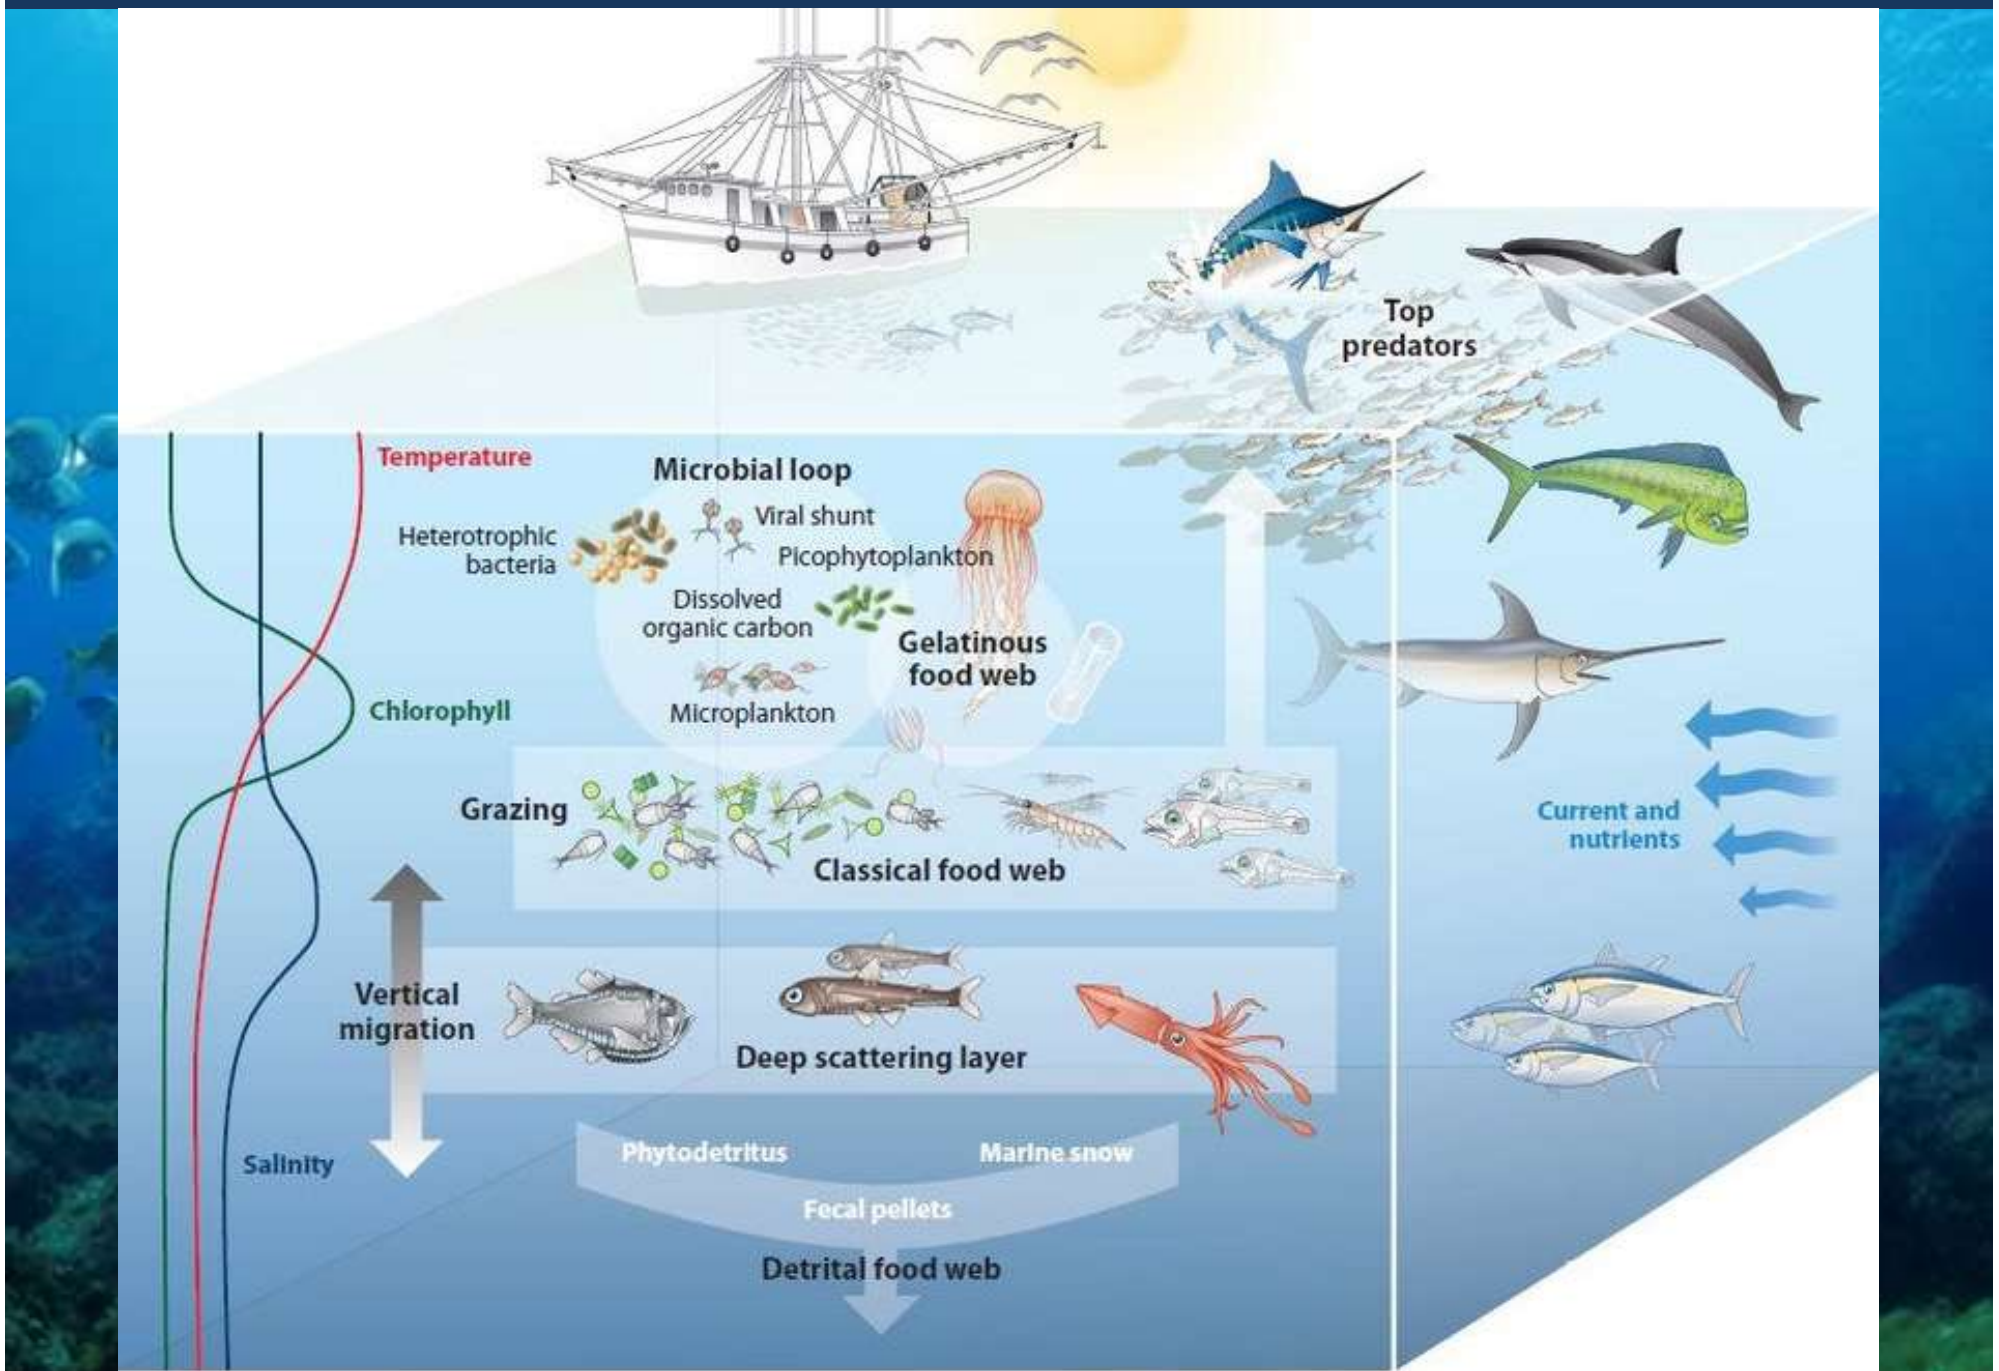 Top
predators
Temperature
Microbial loop
Viral shunt
Heterotrophic
bacteria
Picophytoplankton
Dissolved
organic carbon
Gelatinous
food web
Chlorophyll
Microplankton
Grazing
Current and
nutrients
Classical food web
Vertical
migration
Deep scattering layer
Phytodetritus
Marine snow
Salinity
Fecal pellets
Detrital food web